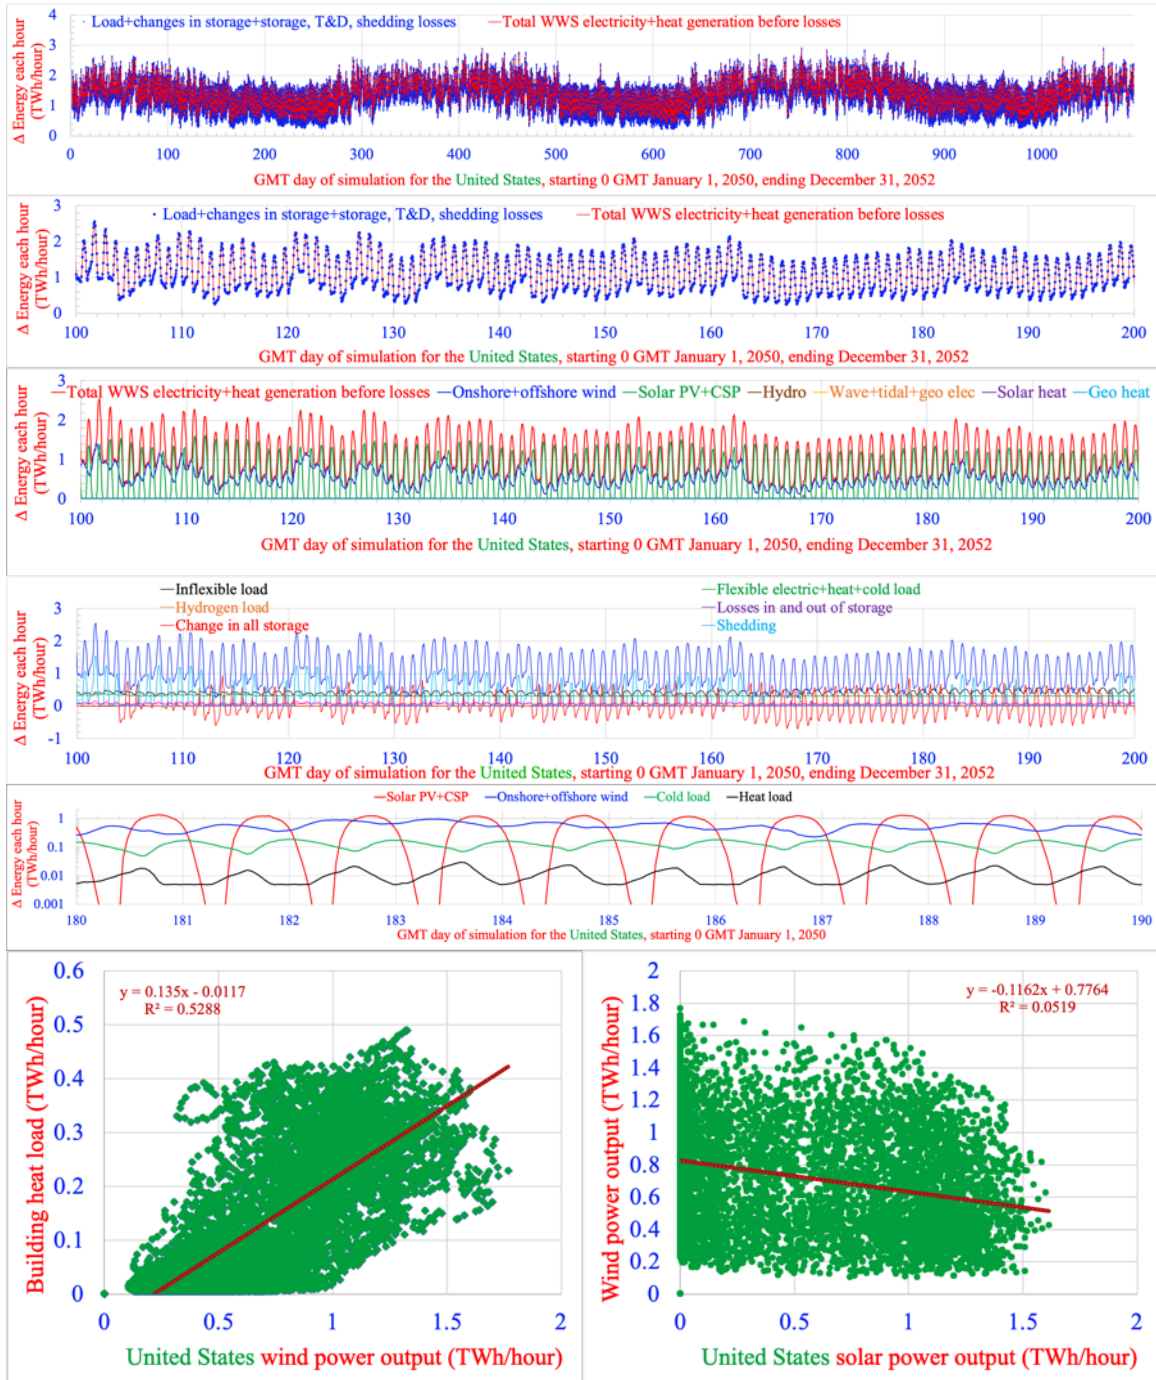 Δ Energy each hour
(TWh/hour)
4
3
2
1
0
Load+changes in storage+storage, T&D, shedding losses
Total WWS electricity+heat generation before losses
0 100 200 300 400 500 600 700 800 900 1000
GMT day of simulation for the United States, starting 0 GMT January 1, 2050, ending December 31, 2052
Δ Energy each hour
(TWh/hour)
3
2
1
0
Load+changes in storage+storage, T&D, shedding losses
Total WWS electricity+heat generation before losses
100 110 120 130 140 150 160 170 180 190 200
GMT day of simulation for the United States, starting 0 GMT January 1, 2050, ending December 31, 2052
Δ Energy each hour
(TWh/hour)
3
2
1
0
Total WWS electricity+heat generation before losses
Onshore+offshore wind
Solar PV+CSP
Hydro
Wave+tidal+geo elec
Solar heat
Geo heat
100 110 120 130 140 150 160 170 180 190 200
GMT day of simulation for the United States, starting 0 GMT January 1, 2050, ending December 31, 2052
Δ Energy each hour
(TWh/hour)
3
2
1
0
-1
Inflexible load
Flexible electric+heat+cold load
Hydrogen load
Losses in and out of storage
Change in all storage
Shedding
100 110 120 130 140 150 160 170 180 190 200
GMT day of simulation for the United States, starting 0 GMT January 1, 2050, ending December 31, 2052
Δ Energy each hour
(TWh/hour)
1
0.1
0.01
0.001
Solar PV+CSP
Onshore+offshore wind
Cold load
Heat load
180 181 182 183 184 185 186 187 188 189 190
GMT day of simulation for the United States, starting 0 GMT January 1, 2050
Building heat load (TWh/hour)
0.6
0.5
0.4
0.3
0.2
0.1
0
y = 0.135x - 0.0117
R² = 0.5288
0 0.5 1 1.5 2
United States wind power output (TWh/hour)
Wind power output (TWh/hour)
2
1.8
1.6
1.4
1.2
1
0.8
0.6
0.4
0.2
0
y = -0.1162x + 0.7764
R² = 0.0519
0 0.5 1 1.5 2
United States solar power output (TWh/hour)